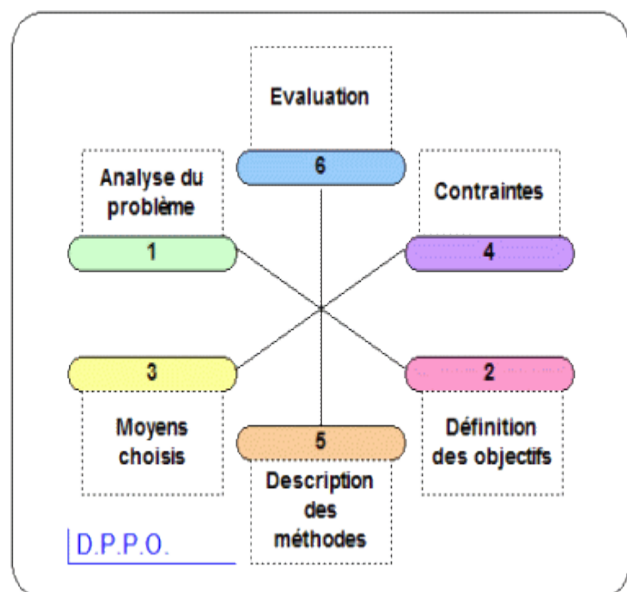 Evaluation
6
Analyse du
problème
1
Contraintes
4
3
Moyens
choisis
2
Définition
des objectifs
5
Description
des
méthodes
D.P.P.O.